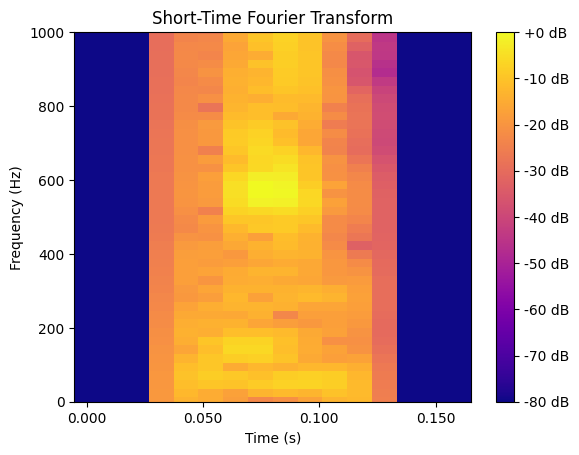 Short-Time Fourier Transform
Frequency (Hz)
1000
800
600
400
200
0
0.000
0.050
0.100
0.150
Time (s)
+0 dB
-10 dB
-20 dB
-30 dB
-40 dB
-50 dB
-60 dB
-70 dB
-80 dB